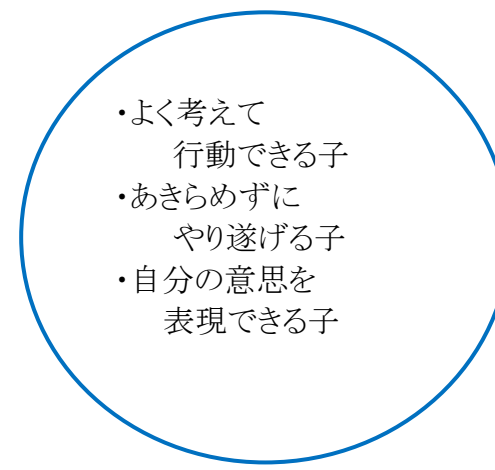 ・よく考えて
行動できる子
・あきらめずに
やり遂げる子
・自分の意思を
表現できる子